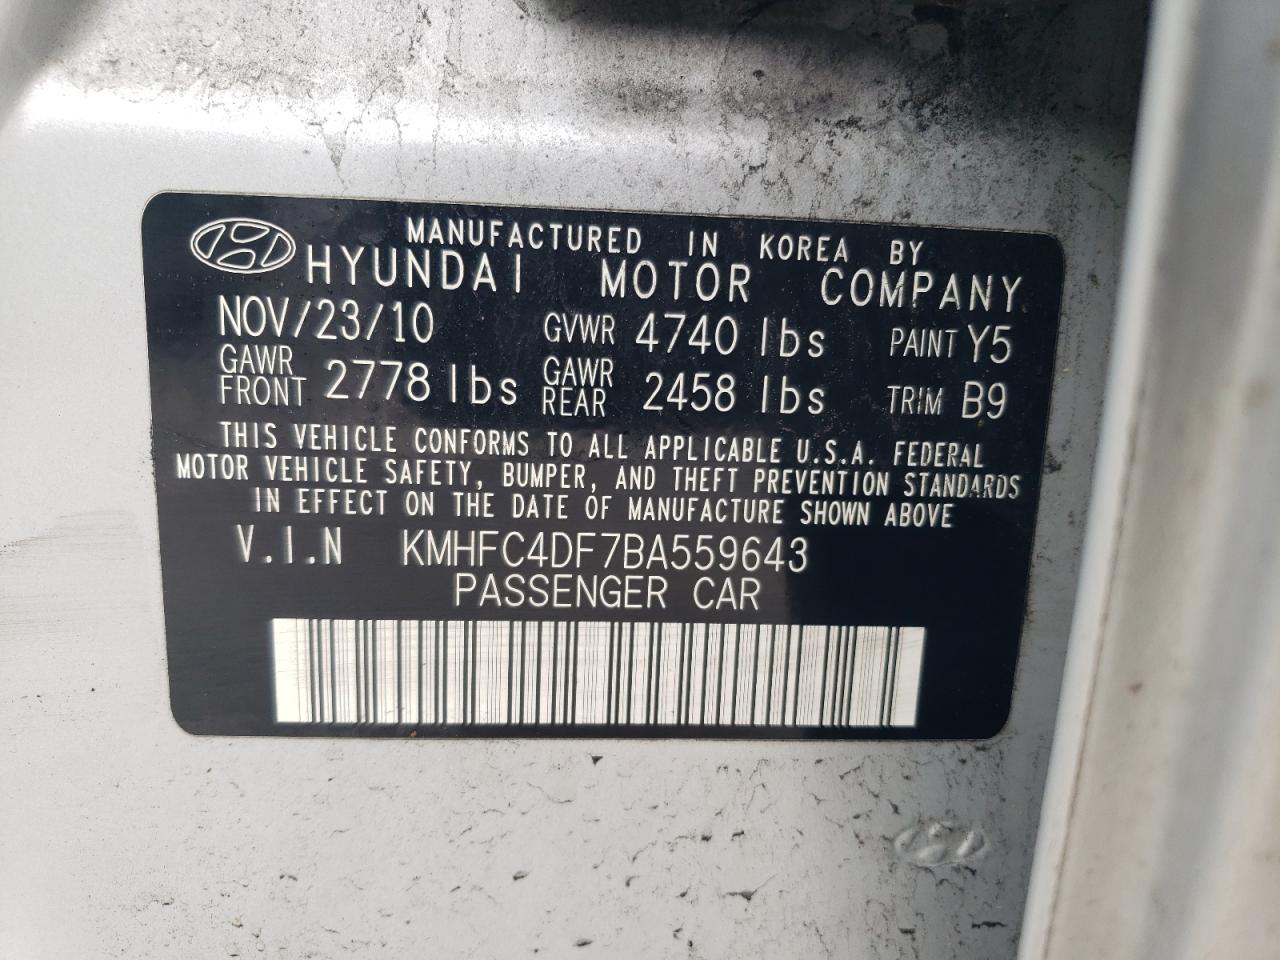 MANUFACTURED IN KOREA BY
HYUNDAI MOTOR COMPANY
NOV/23/10 GVWR 4740 lbs PAINT Y5
GAWR FRONT 2778 lbs GAWR REAR 2458 lbs TRIM B9
THIS VEHICLE CONFORMS TO ALL APPLICABLE U.S.A. FEDERAL
MOTOR VEHICLE SAFETY, BUMPER, AND THEFT PREVENTION STANDARDS
IN EFFECT ON THE DATE OF MANUFACTURE SHOWN ABOVE
V.I.N KMHFC4DF7BA559643
PASSENGER CAR